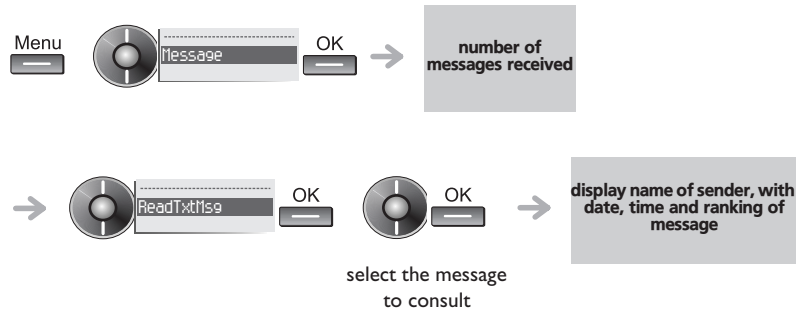 Menu
Message
OK
number of
messages received
ReadTxtMsg
OK
OK
display name of sender, with
date, time and ranking of
message
select the message
to consult